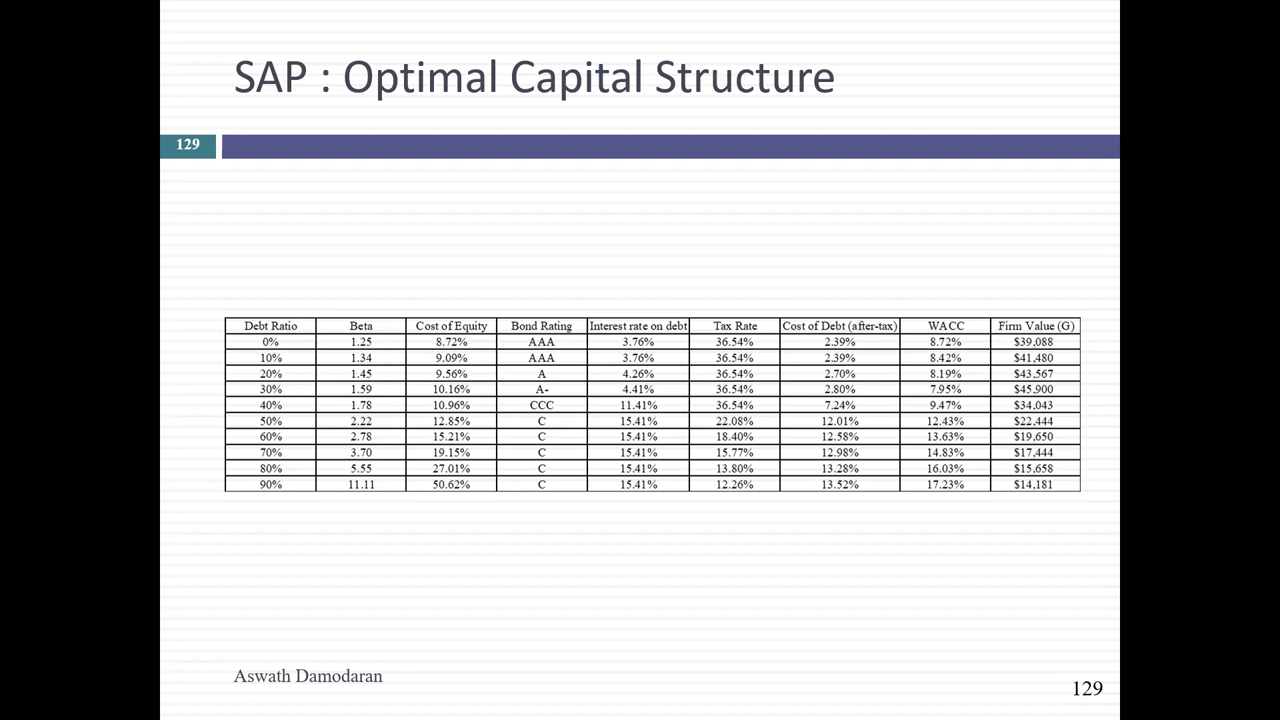 SAP : Optimal Capital Structure
129
Debt Ratio Beta Cost of Equity Bond Rating Interest rate on debt Tax Rate Cost of Debt (after-tax) WACC Firm Value (G)
0% 1.25 8.72% AAA 3.76% 36.54% 2.39% 8.72% $39,088
10% 1.34 9.09% AAA 3.76% 36.54% 2.39% 8.42% $41,480
20% 1.45 9.56% A 4.26% 36.54% 2.70% 8.19% $43,567
30% 1.59 10.16% A- 4.41% 36.54% 2.80% 7.95% $45,900
40% 1.78 10.96% CCC 11.41% 36.54% 7.24% 9.47% $34,043
50% 2.22 12.85% C 15.41% 22.08% 12.01% 12.43% $22,444
60% 2.78 15.21% C 15.41% 18.40% 12.58% 13.63% $19,650
70% 3.70 19.15% C 15.41% 15.77% 12.98% 14.83% $17,444
80% 5.55 27.01% C 15.41% 13.80% 13.28% 16.03% $15,658
90% 11.11 50.62% C 15.41% 12.26% 13.52% 17.23% $14,181
Aswath Damodaran
129